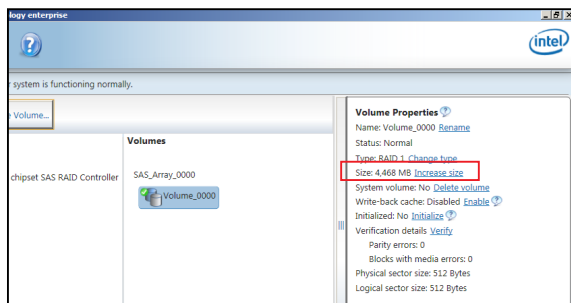 ology enterprise
intel
r system is functioning normally.
e Volume...
Volumes
chipset SAS RAID Controller
SAS_Array_0000
Volume_0000
Volume Properties
Name: Volume_0000 Rename
Status: Normal
Type: RAID 1 Change type
Size: 4,468 MB Increase size
System volume: No Delete volume
Write-back cache: Disabled Enable
Initialized: No Initialize
Verification details Verify
Parity errors: 0
Blocks with media errors: 0
Physical sector size: 512 Bytes
Logical sector size: 512 Bytes